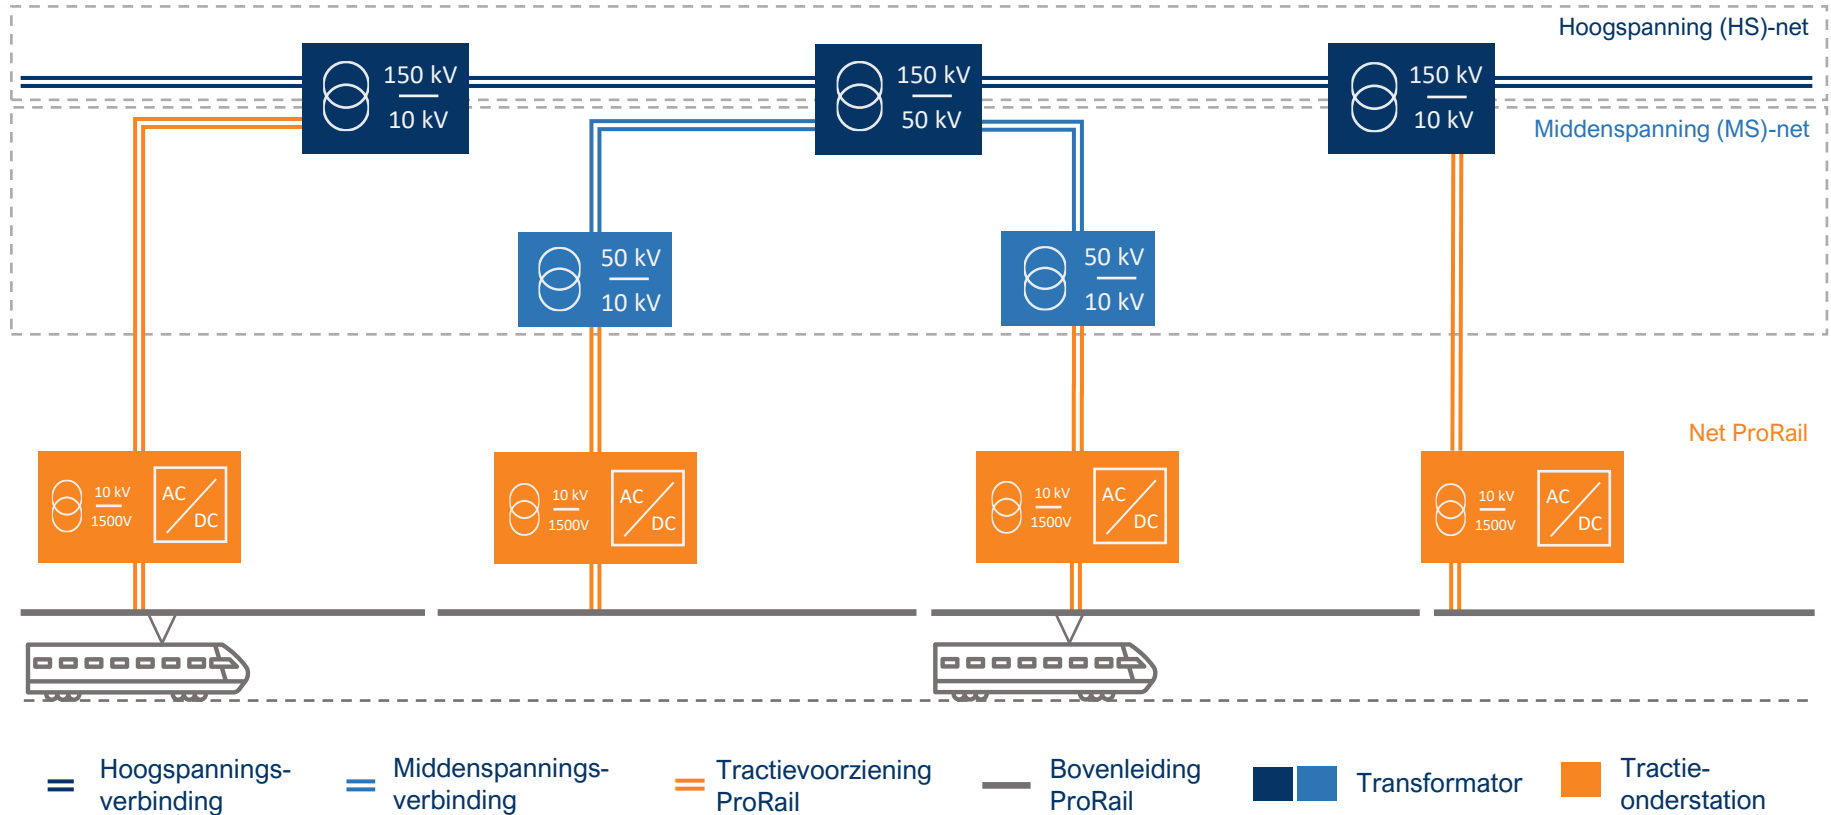 Hoogspanning (HS)-net
150 kV
10 kV
150 kV
50 kV
150 kV
10 kV
Middenspanning (MS)-net
50 kV
10 kV
50 kV
10 kV
Net ProRail
10 kV
1500V
AC
DC
10 kV
1500V
AC
DC
10 kV
1500V
AC
DC
10 kV
1500V
AC
DC
Hoogspannings-
verbinding
Middenspannings-
verbinding
Tractievoorziening
ProRail
Bovenleiding
ProRail
Transformator
Tractie-
onderstation